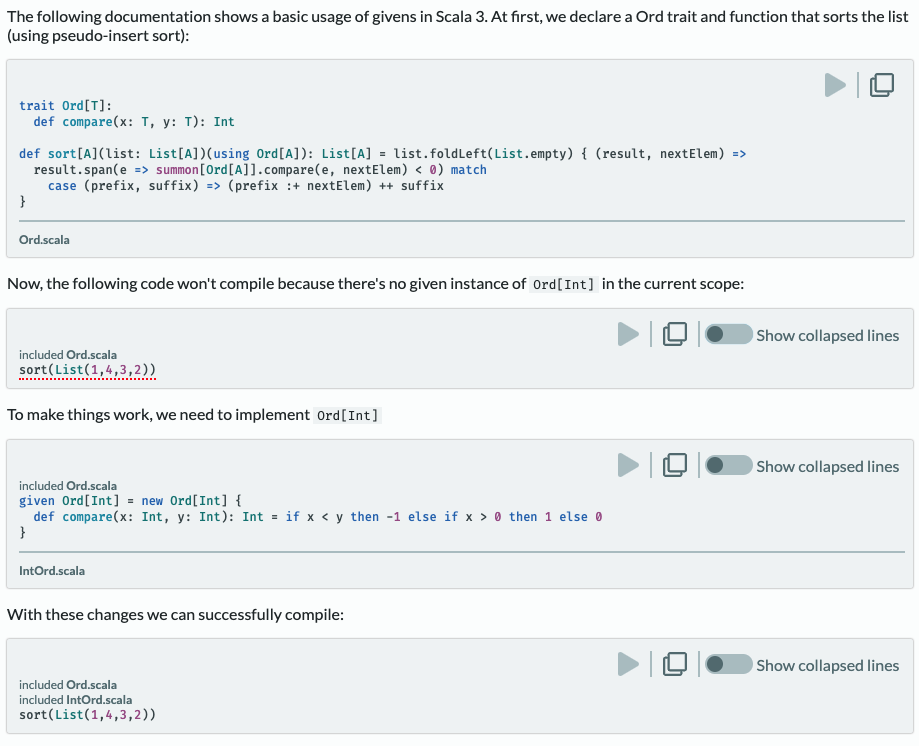 The following documentation shows a basic usage of givens in Scala 3. At first, we declare a Ord trait and function that sorts the list
(using pseudo-insert sort):
trait Ord[T]:
  def compare(x: T, y: T): Int
def sort[A](list: List[A])(using Ord[A]): List[A] = list.foldLeft(List.empty) { (result, nextElem) =>
  result.span(e => summon[Ord[A]].compare(e, nextElem) < 0) match
    case (prefix, suffix) => (prefix :+ nextElem) ++ suffix
}
Ord.scala
Now, the following code won't compile because there's no given instance of Ord[Int] in the current scope:
Show collapsed lines
included Ord.scala
sort(List(1,4,3,2))
To make things work, we need to implement Ord[Int]
Show collapsed lines
included Ord.scala
given Ord[Int] = new Ord[Int] {
  def compare(x: Int, y: Int): Int = if x < y then -1 else if x > 0 then 1 else 0
}
IntOrd.scala
With these changes we can successfully compile:
Show collapsed lines
included Ord.scala
included IntOrd.scala
sort(List(1,4,3,2))